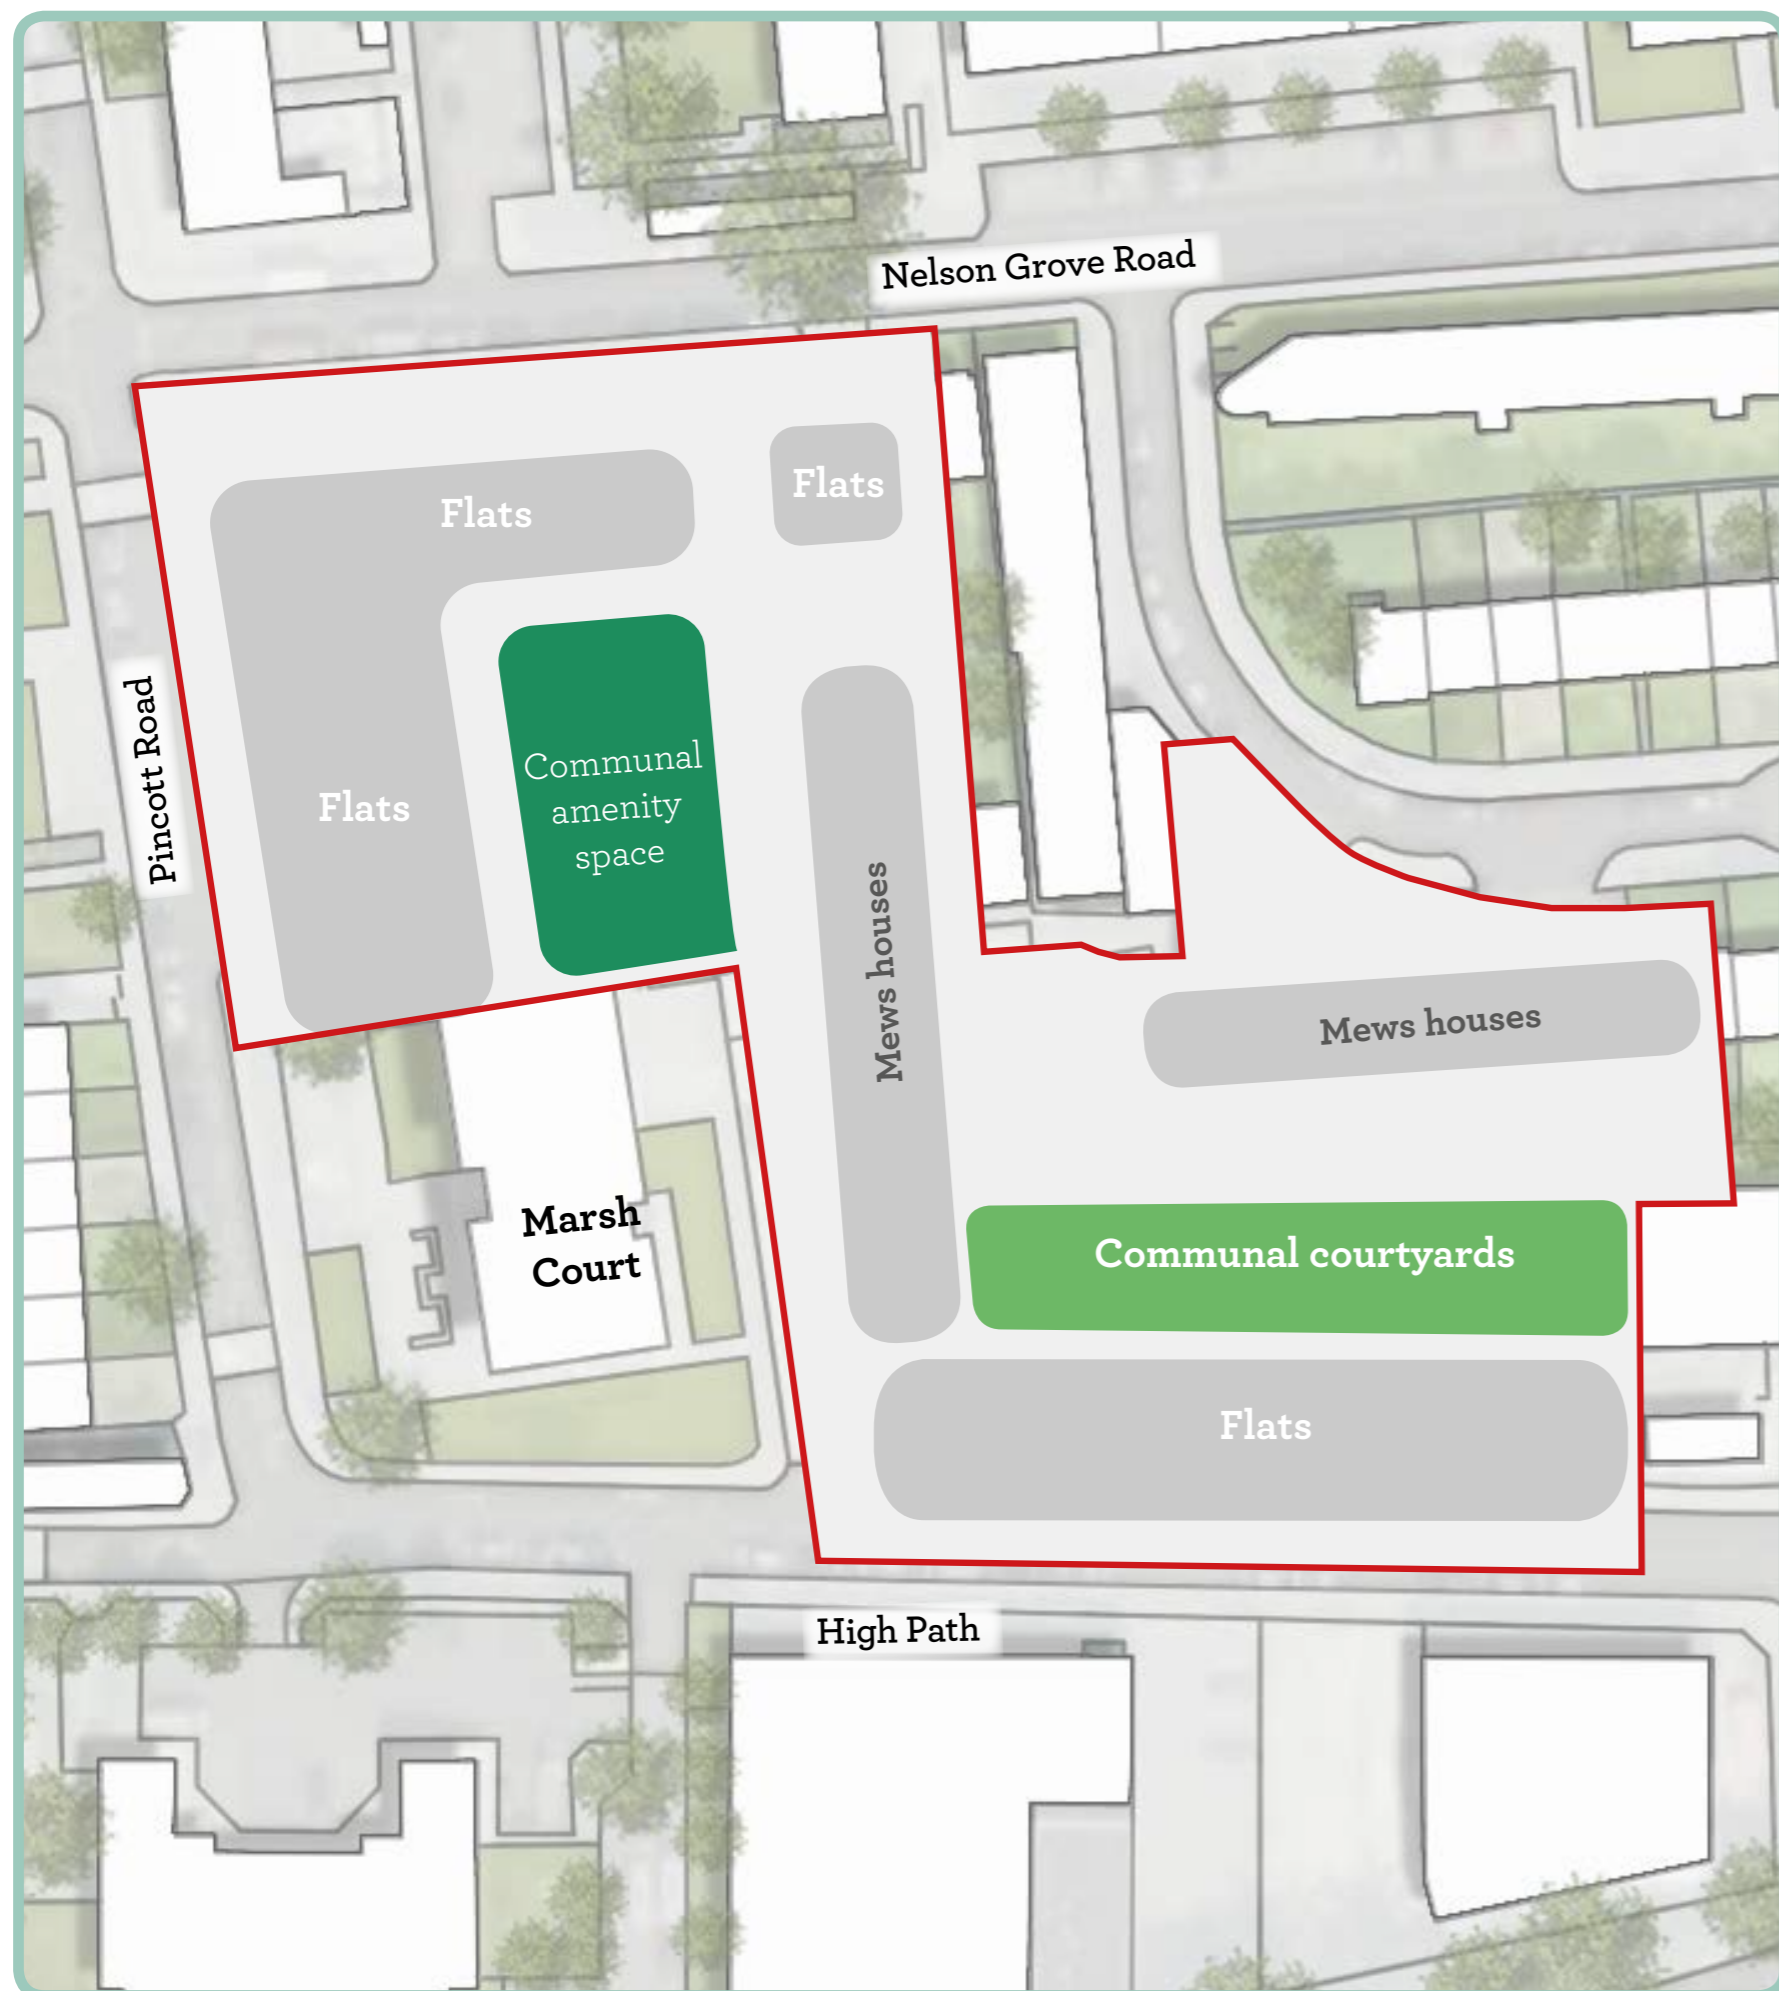 Nelson Grove Road
Flats
Flats
Pincott Road
Flats
Communal
amenity
space
Mews houses
Mews houses
Marsh
Court
Communal courtyards
Flats
High Path